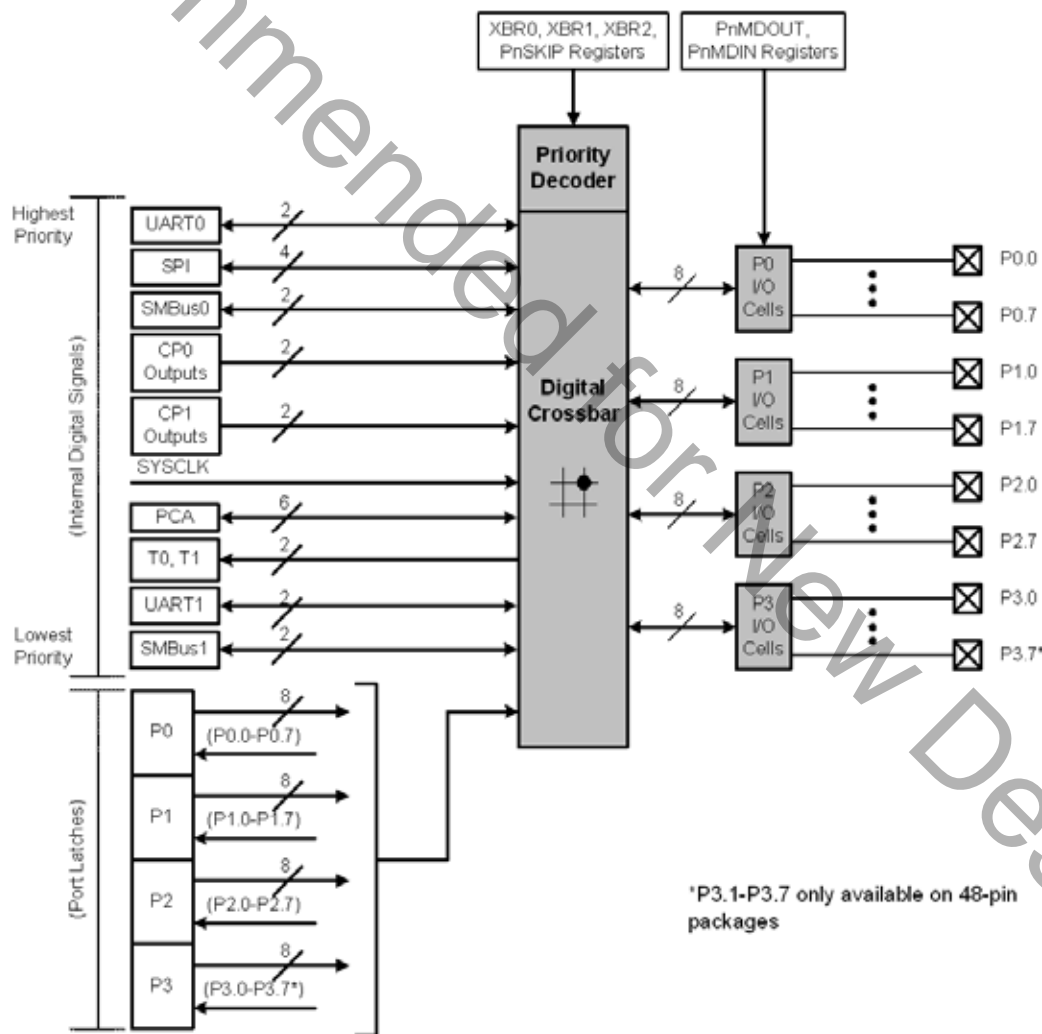 XBR0, XBR1, XBR2,
PnSKIP Registers
PnMDOUT,
PnMDIN Registers
Priority
Decoder
Highest
Priority
(Internal Digital Signals)
UART0
2
SPI
4
SMBus0
2
CP0
Outputs
2
CP1
Outputs
2
SYSCLK
PCA
6
T0, T1
2
UART1
2
Lowest
Priority
SMBus1
2
Digital
Crossbar
8
P0
I/O
Cells
P0.0
P0.7
8
P1
I/O
Cells
P1.0
P1.7
8
P2
I/O
Cells
P2.0
P2.7
8
P3
I/O
Cells
P3.0
P3.7*
(Port Latches)
P0
8
(P0.0-P0.7)
P1
8
(P1.0-P1.7)
P2
8
(P2.0-P2.7)
P3
8
(P3.0-P3.7*)
*P3.1-P3.7 only available on 48-pin
packages
for New